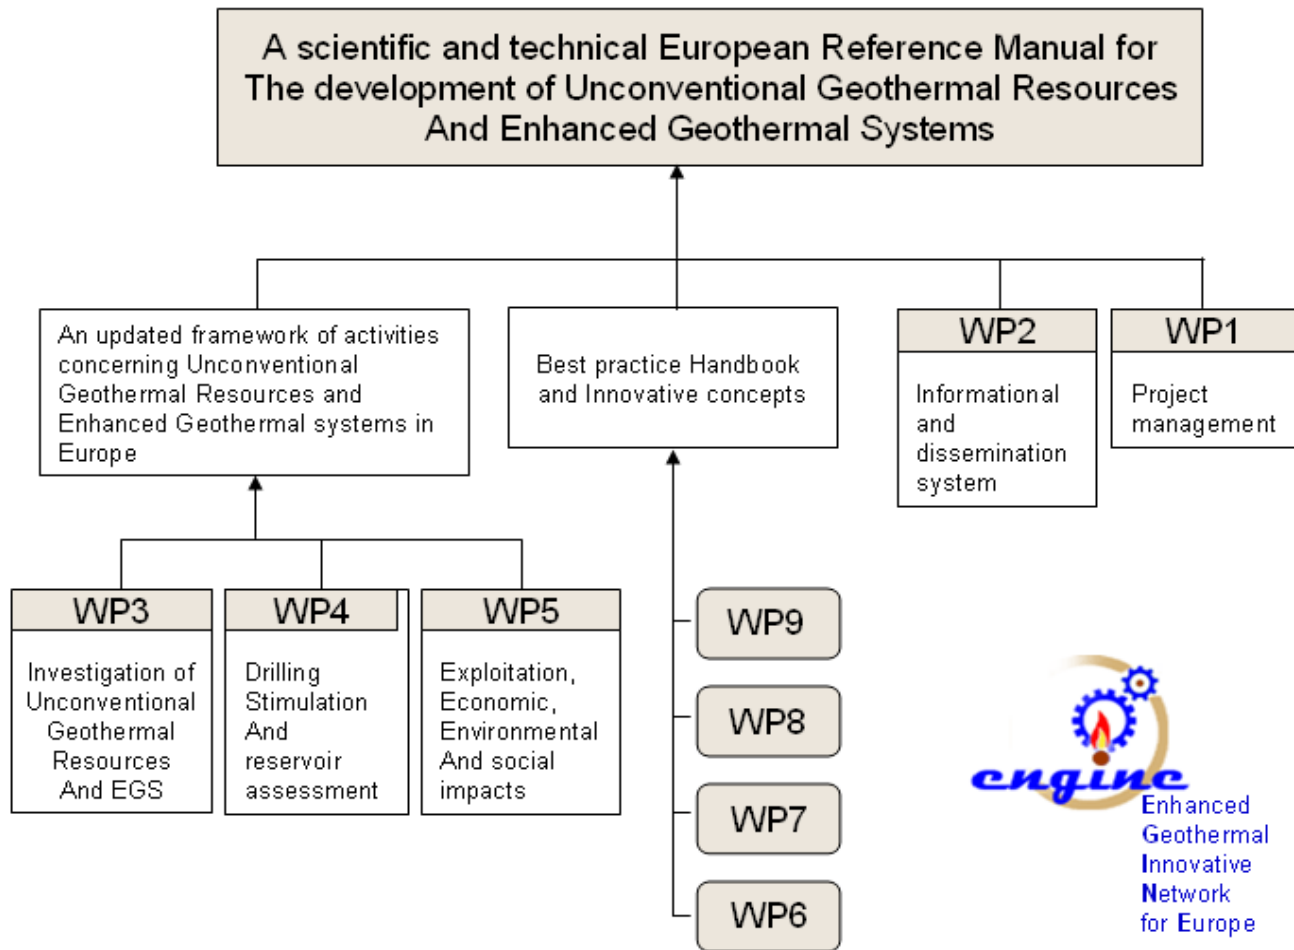 A scientific and technical European Reference Manual for
The development of Unconventional Geothermal Resources
And Enhanced Geothermal Systems
An updated framework of activities
concerning Unconventional
Geothermal Resources and
Enhanced Geothermal systems in
Europe
Best practice Handbook
and Innovative concepts
WP2
Informational
and
dissemination
system
WP1
Project
management
WP3
Investigation of
Unconventional
Geothermal
Resources
And EGS
WP4
Drilling
Stimulation
And
reservoir
assessment
WP5
Exploitation,
Economic,
Environmental
And social
impacts
WP9
WP8
WP7
WP6
engine
Enhanced
Geothermal
Innovative
Network
for Europe